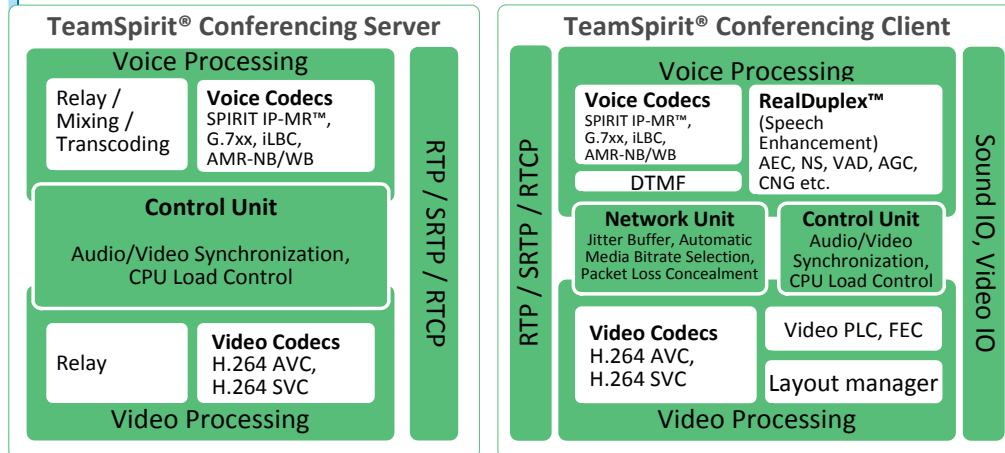 TeamSpirit® Conferencing Server
Voice Processing
Relay /
Mixing /
Transcoding
Voice Codecs
SPIRIT IP-MR™,
G.7xx, iLBC,
AMR-NB/WB
Control Unit
Audio/Video Synchronization,
CPU Load Control
Relay
Video Codecs
H.264 AVC,
H.264 SVC
Video Processing
RTP / SRTP / RTCP
TeamSpirit® Conferencing Client
RTP / SRTP / RTCP
Voice Processing
Voice Codecs
SPIRIT IP-MR™,
G.7xx, iLBC,
AMR-NB/WB
DTMF
RealDuplex™
(Speech
Enhancement)
AEC, NS, VAD, AGC,
CNG etc.
Network Unit
Jitter Buffer, Automatic
Media Bitrate Selection,
Packet Loss Concealment
Control Unit
Audio/Video
Synchronization,
CPU Load Control
Video Codecs
H.264 AVC,
H.264 SVC
Video PLC, FEC
Layout manager
Video Processing
Sound IO, Video IO